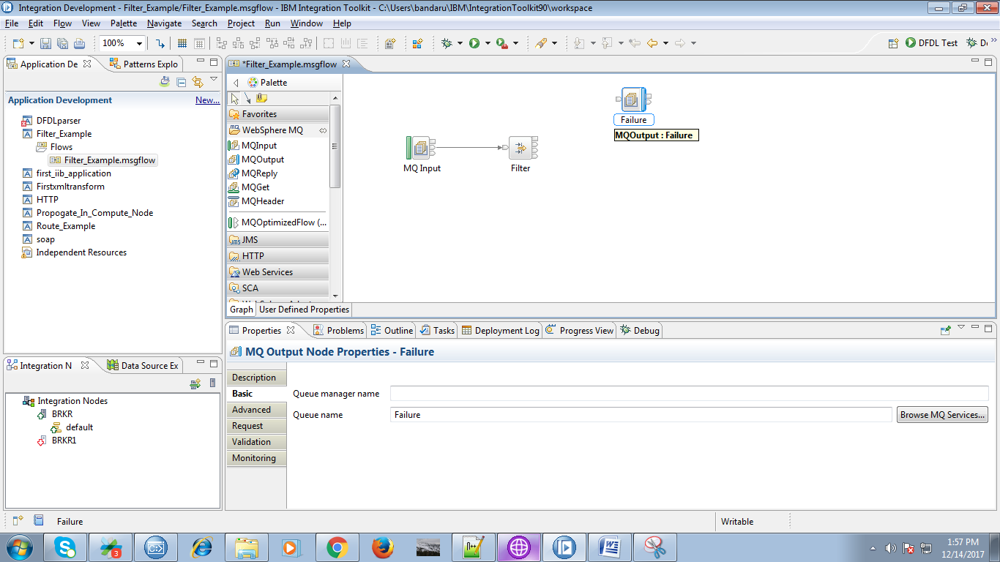 Integration Development - Filter_Example/Filter_Example.msgflow - IBM Integration Toolkit - C:\Users\bandaru\IBM\IntegrationToolkit90\workspace
File Edit Flow View Palette Navigate Search Project Run Window Help
100% DFDL Test
Application De Patterns Explo
Application Development New...
DFDLparser
Filter_Example
Flows
Filter_Example.msgflow
first_iib_application
Firstxmltransform
HTTP
Propogate_In_Compute_Node
Route_Example
soap
Independent Resources
Integration N Data Source Ex
Integration Nodes
BRKR
default
BRKR1
*Filter_Example.msgflow
Palette
Favorites
WebSphere MQ
MQInput
MQOutput
MQReply
MQGet
MQHeader
MQOptimizedFlow (...
JMS
HTTP
Web Services
SCA
MQ Input
Filter
Failure
MQOutput : Failure
Graph User Defined Properties
Properties Problems Outline Tasks Deployment Log Progress View Debug
MQ Output Node Properties - Failure
Description
Basic
Advanced
Request
Validation
Monitoring
Queue manager name
Queue name Failure Browse MQ Services...
Failure Writable
3
1:57 PM
12/14/2017